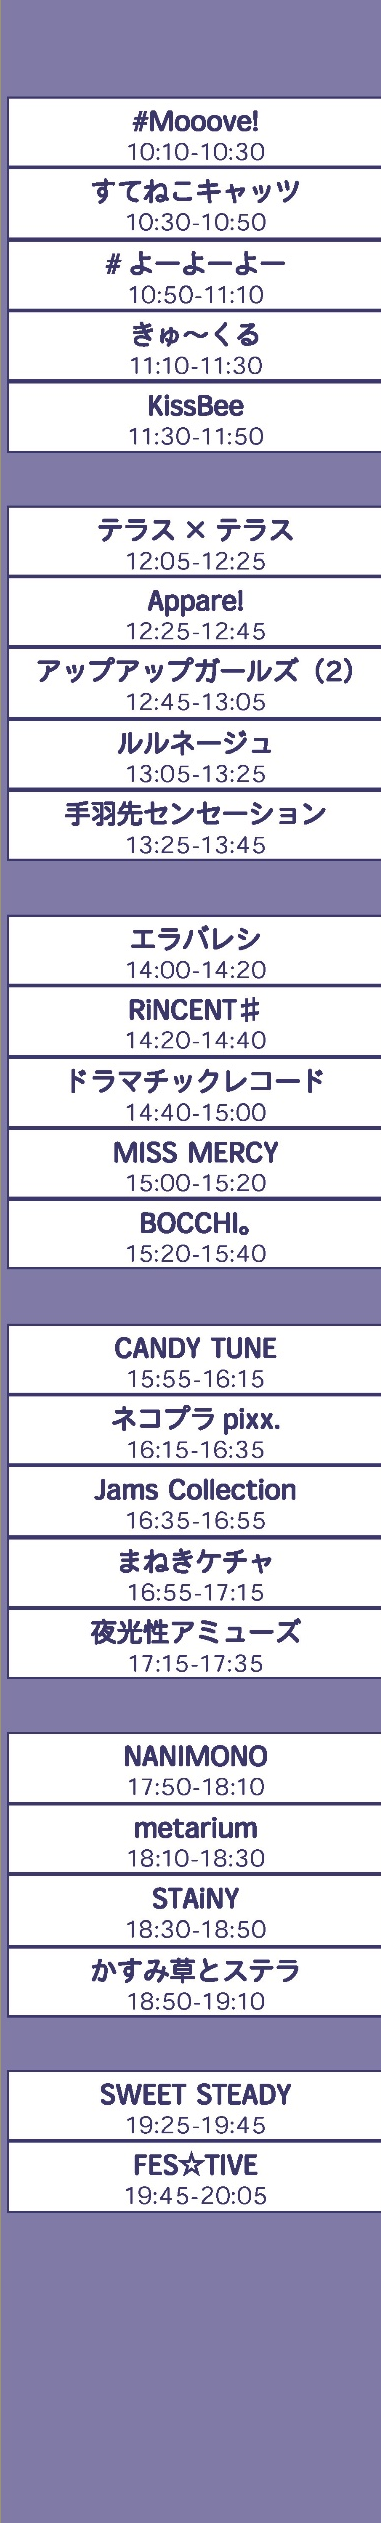 #Mooove!
10:10-10:30
すてねこキャッツ
10:30-10:50
# よーよーよー
10:50-11:10
きゅ〜くる
11:10-11:30
KissBee
11:30-11:50
テラス × テラス
12:05-12:25
Appare!
12:25-12:45
アップアップガールズ（2）
12:45-13:05
ルルネージュ
13:05-13:25
手羽先センセーション
13:25-13:45
エラバレシ
14:00-14:20
RiNCENT♯
14:20-14:40
ドラマチックレコード
14:40-15:00
MISS MERCY
15:00-15:20
BOCCHI。
15:20-15:40
CANDY TUNE
15:55-16:15
ネコプラ pixx.
16:15-16:35
Jams Collection
16:35-16:55
まねきケチャ
16:55-17:15
夜光性アミューズ
17:15-17:35
NANIMONO
17:50-18:10
metarium
18:10-18:30
STAiNY
18:30-18:50
かすみ草とステラ
18:50-19:10
SWEET STEADY
19:25-19:45
FES☆TIVE
19:45-20:05